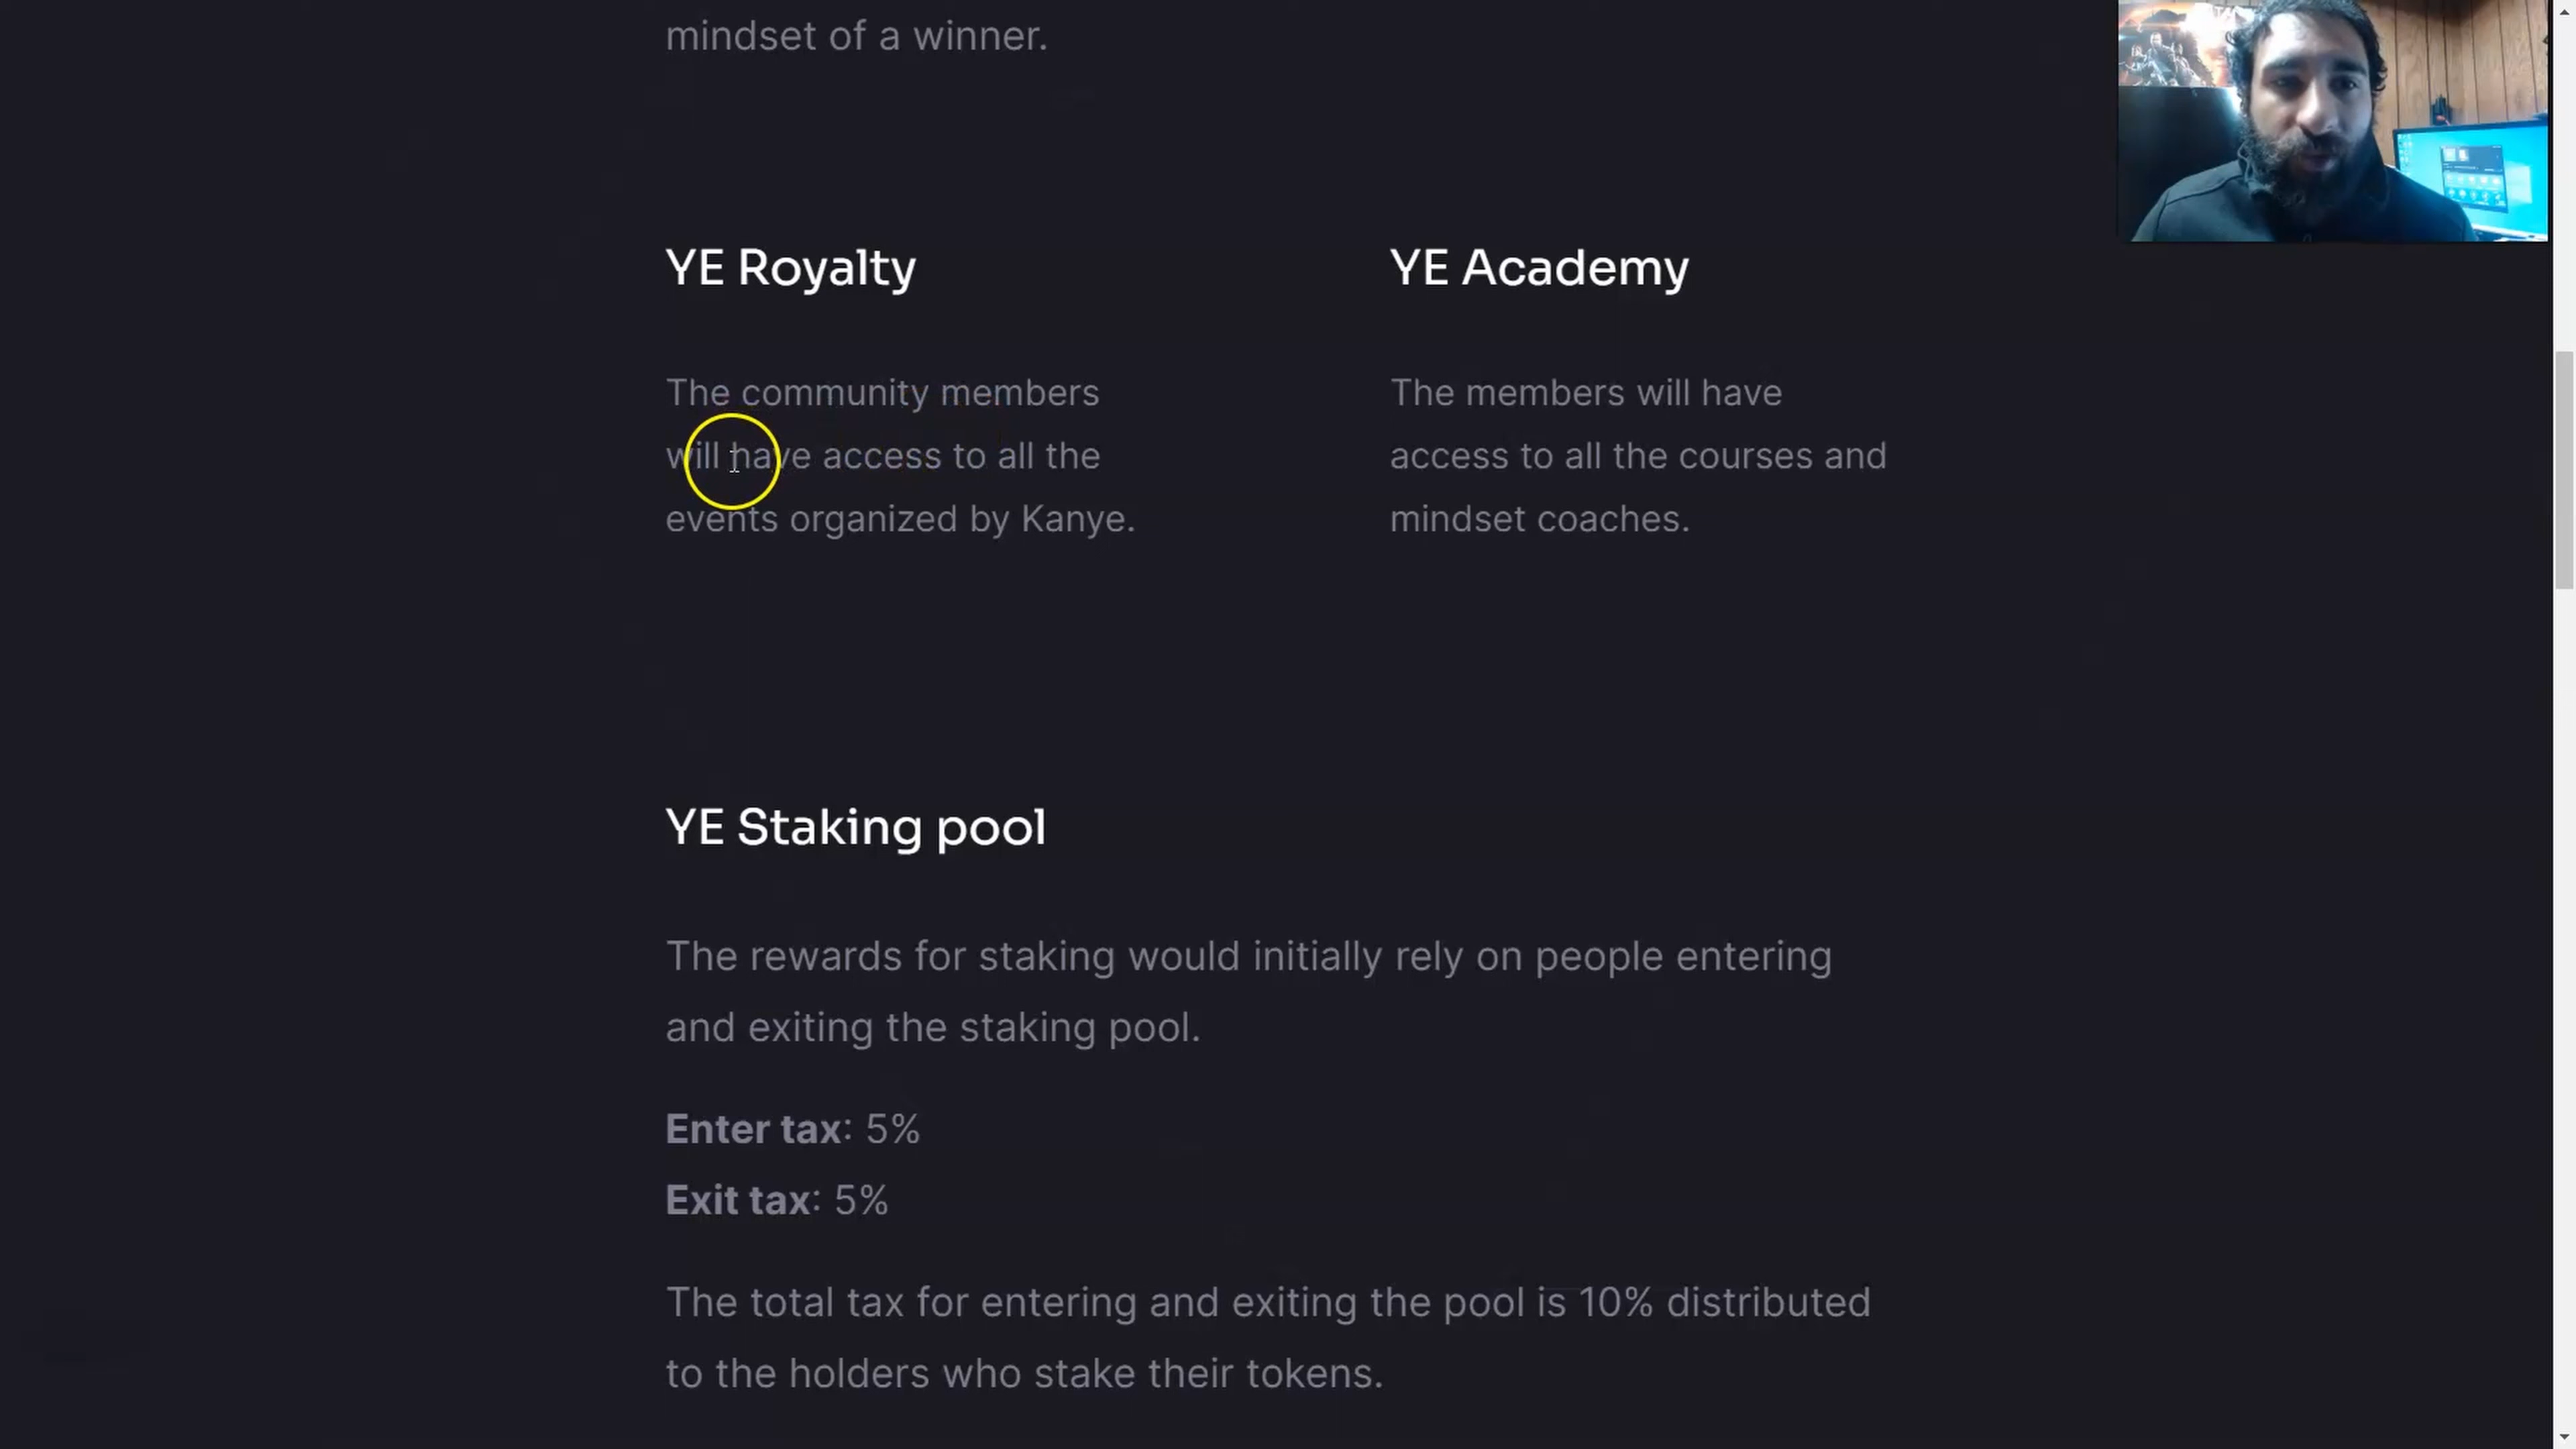 mindset of a winner.
YE Royalty
The community members
will have access to all the
events organized by Kanye.
YE Academy
The members will have
access to all the courses and
mindset coaches.
YE Staking pool
The rewards for staking would initially rely on people entering
and exiting the staking pool.
Enter tax: 5%
Exit tax: 5%
The total tax for entering and exiting the pool is 10% distributed
to the holders who stake their tokens.